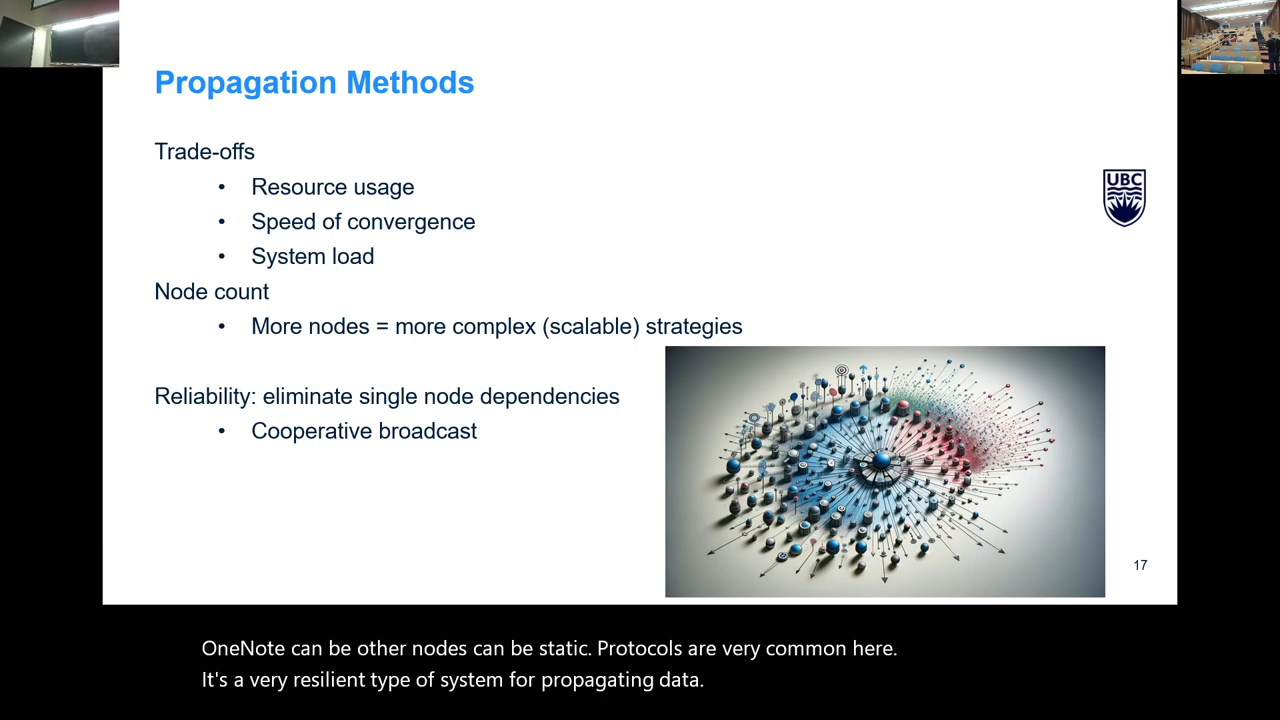 Propagation Methods
Trade-offs
• Resource usage
• Speed of convergence
• System load
UBC
Node count
• More nodes = more complex (scalable) strategies
Reliability: eliminate single node dependencies
• Cooperative broadcast
17
OneNote can be other nodes can be static. Protocols are very common here.
It's a very resilient type of system for propagating data.